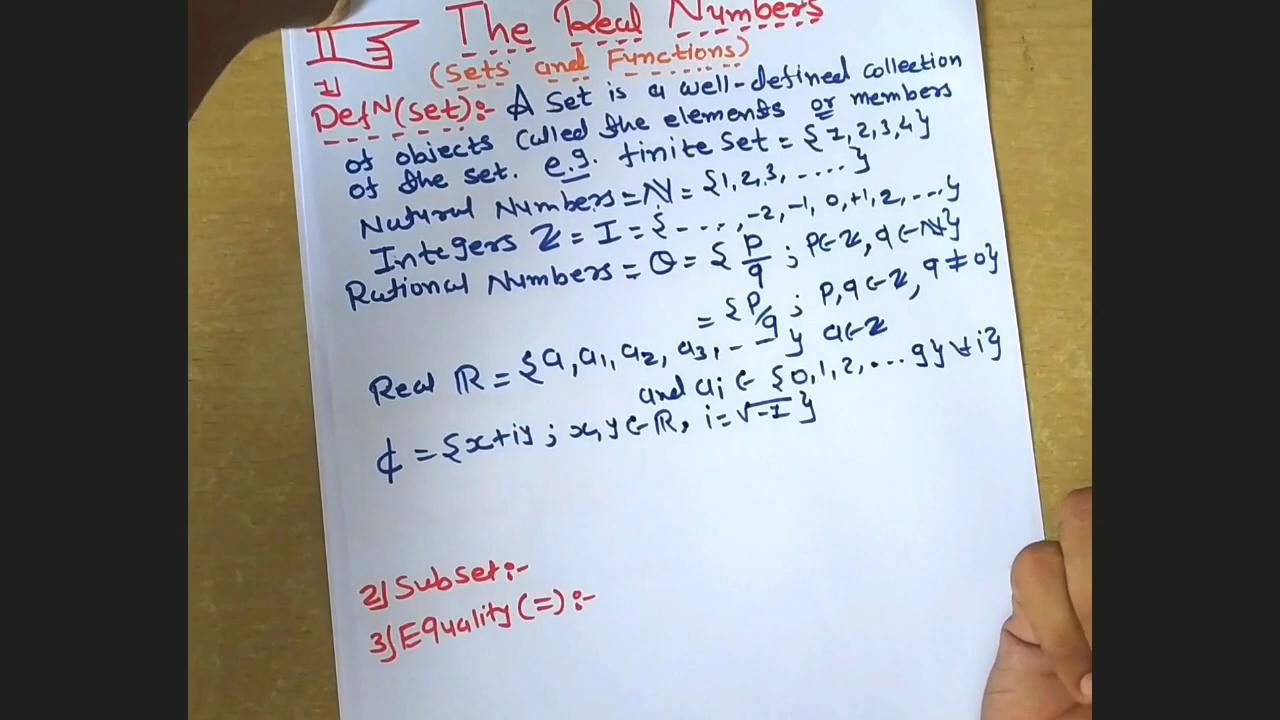 II The Real Numbers
(Sets and Functions)
1)
Def^N (set):- A set is a well-defined collection
of objects called the elements or members
of the set. e.g. finite set = {1, 2, 3, 4}
Natural Numbers = N = {1, 2, 3, .....}
Integers Z = I = {- - - -, -2, -1, 0, +1, 2, ....}
Rational Numbers = Q = { p/q ; p ∈ Z, q ∈ N}
= {p/q ; p, q ∈ Z, q ≠ 0}
Real ℝ = {a, a₁, a₂, a₃, - - } a ∈ Z
and aᵢ ∈ {0, 1, 2, ... 9} ∀ i}
₵ = {x+iy ; x, y ∈ ℝ, i = √-1 }
2) Subset:-
3) Equality (=) :-